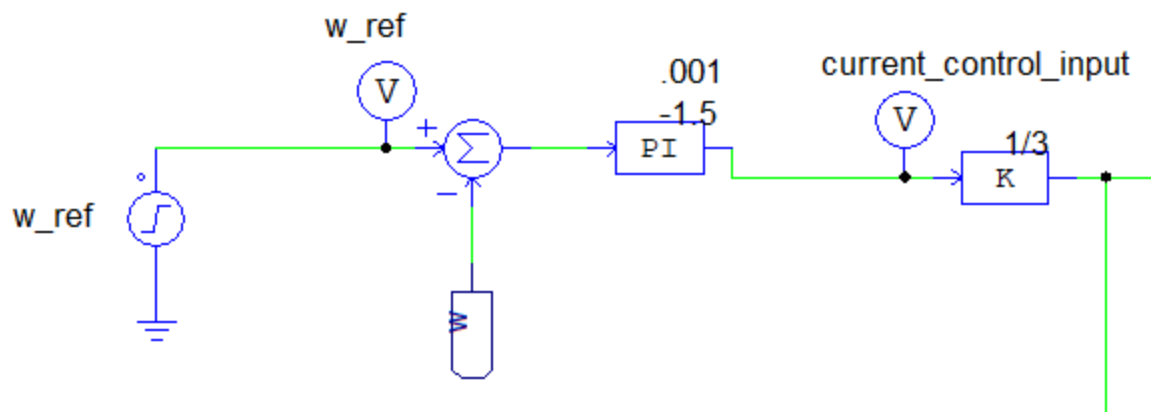 w_ref
V
.001
-1.5
current_control_input
V
+
Σ
PI
1/3
K
−
w_ref
w